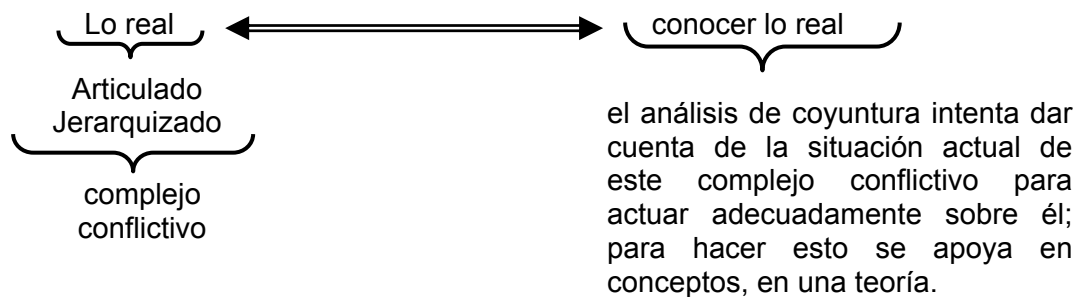 Lo real
conocer lo real
Articulado
Jerarquizado
complejo
conflictivo
el análisis de coyuntura intenta dar
cuenta de la situación actual de
este complejo conflictivo para
actuar adecuadamente sobre él;
para hacer esto se apoya en
conceptos, en una teoría.